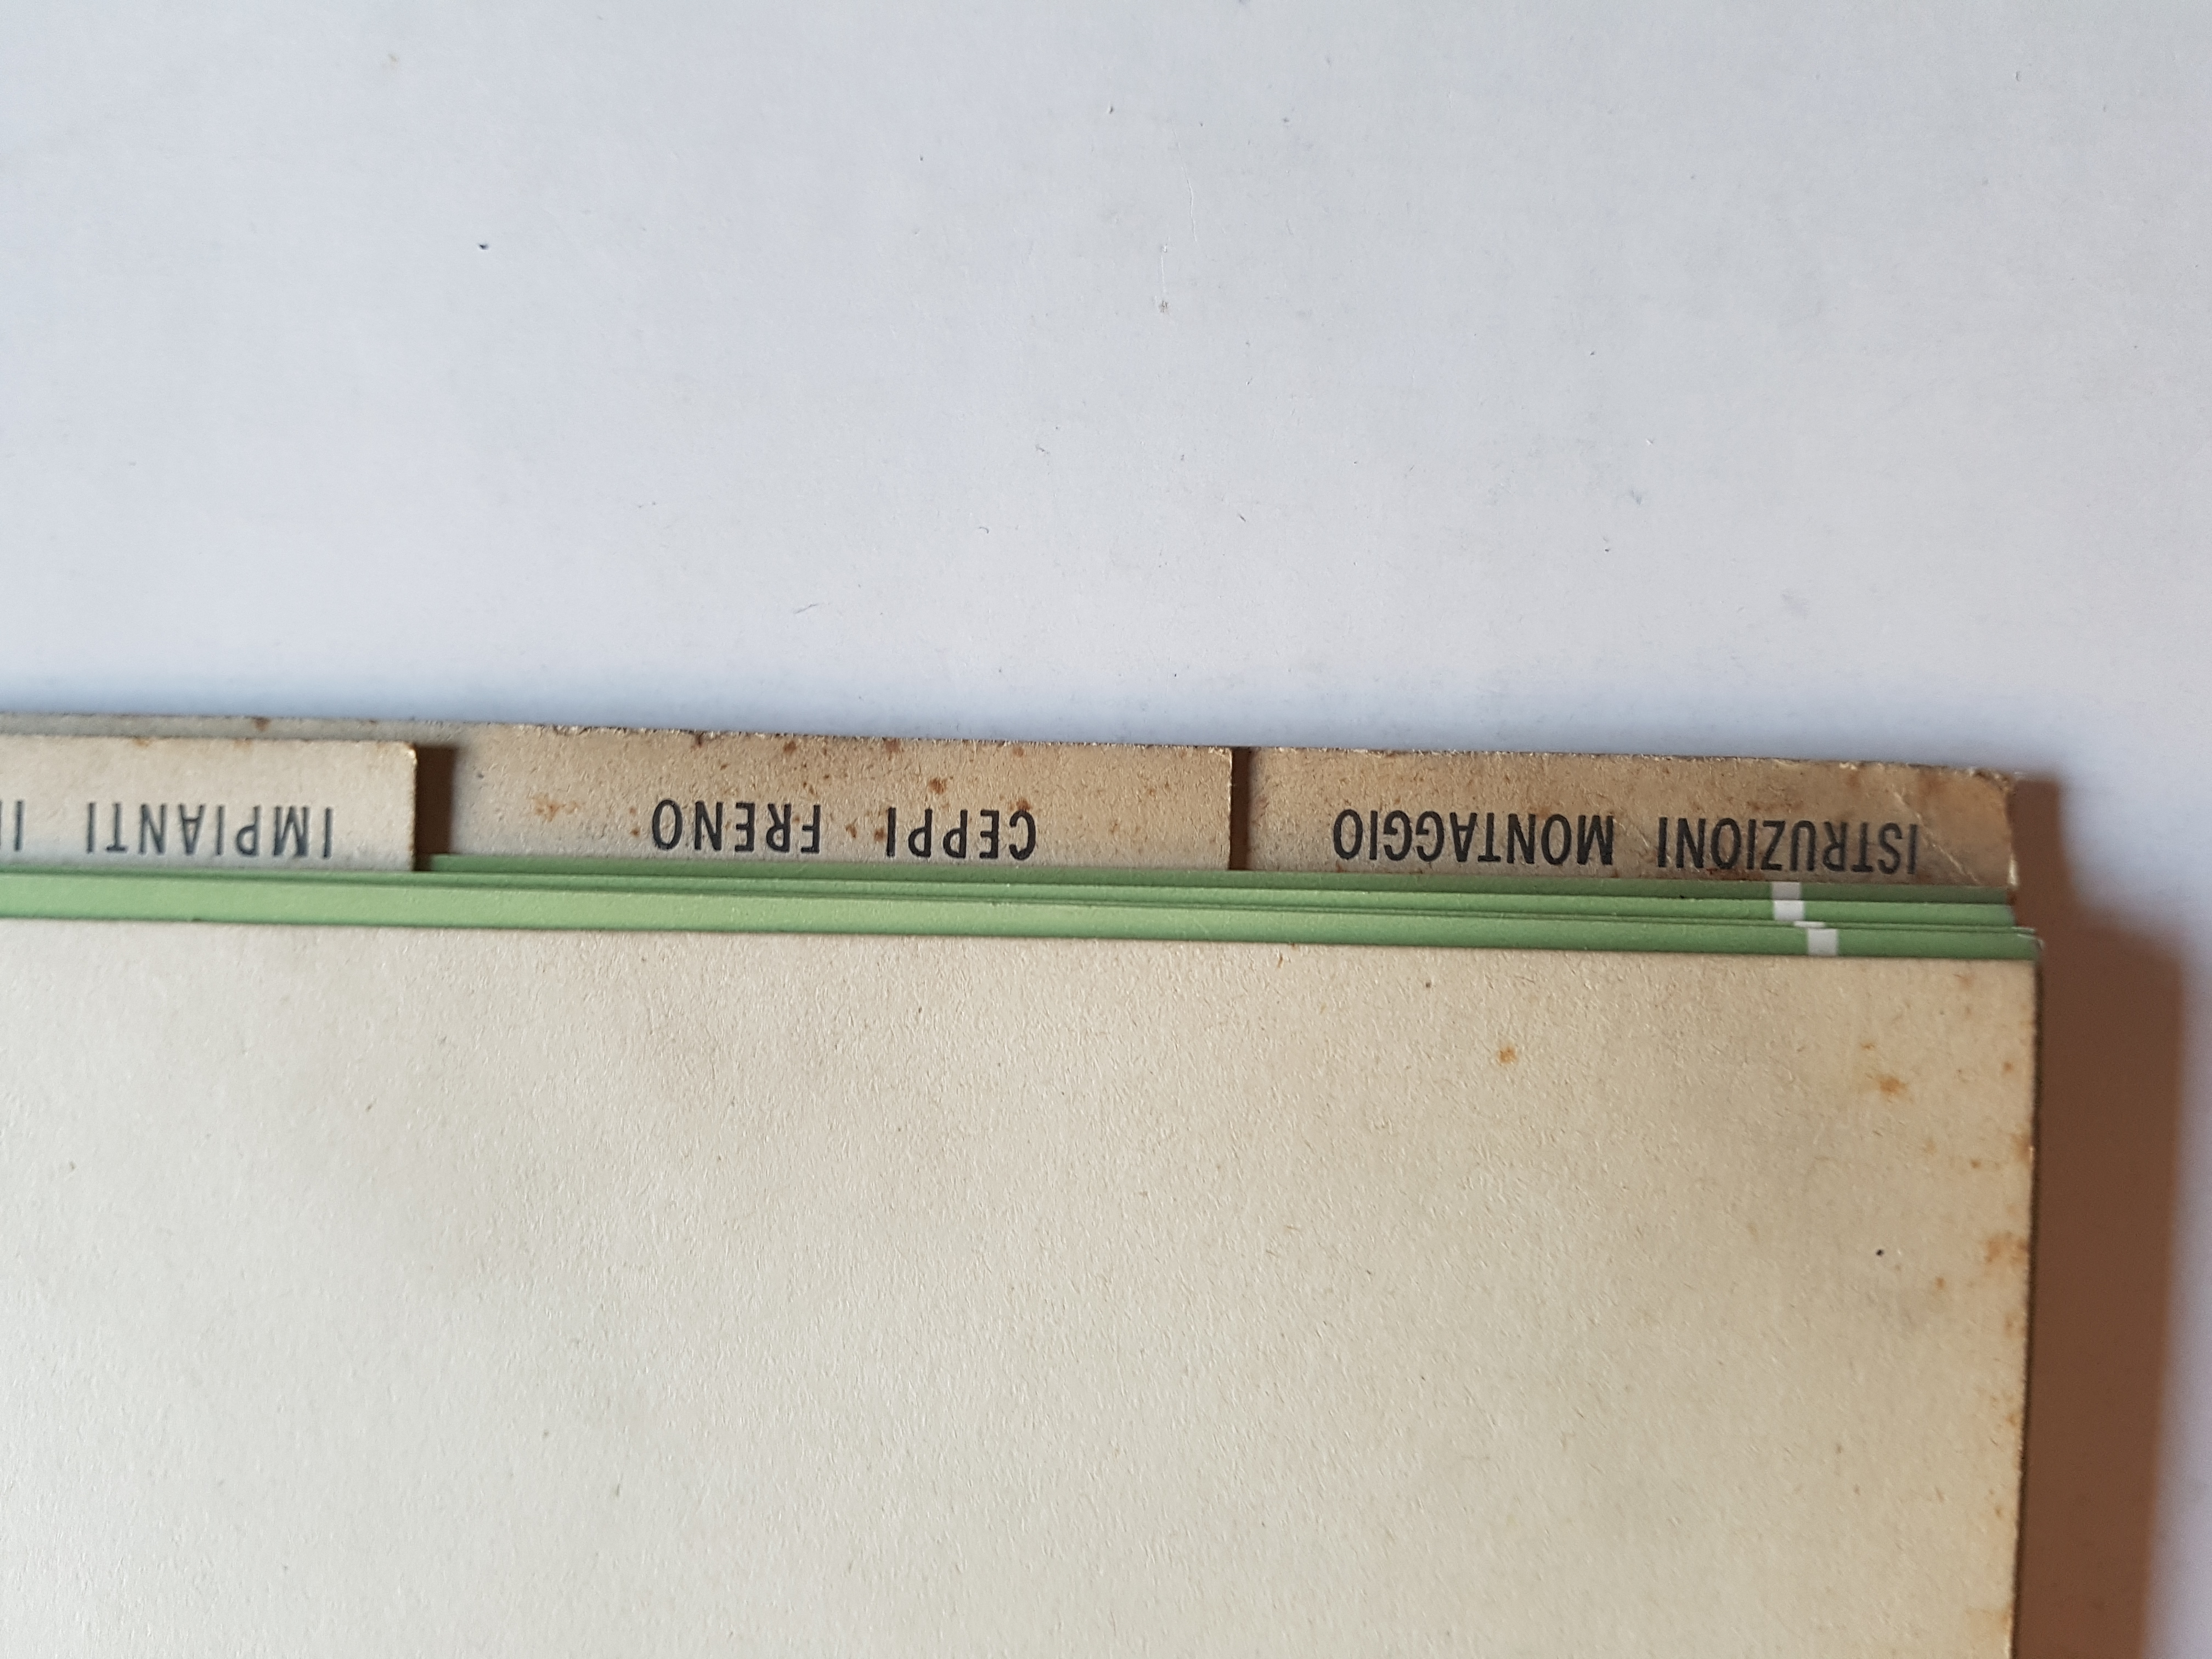 ISTRUZIONI MONTAGGIO
CEPPI FRENO
IMPIANTI